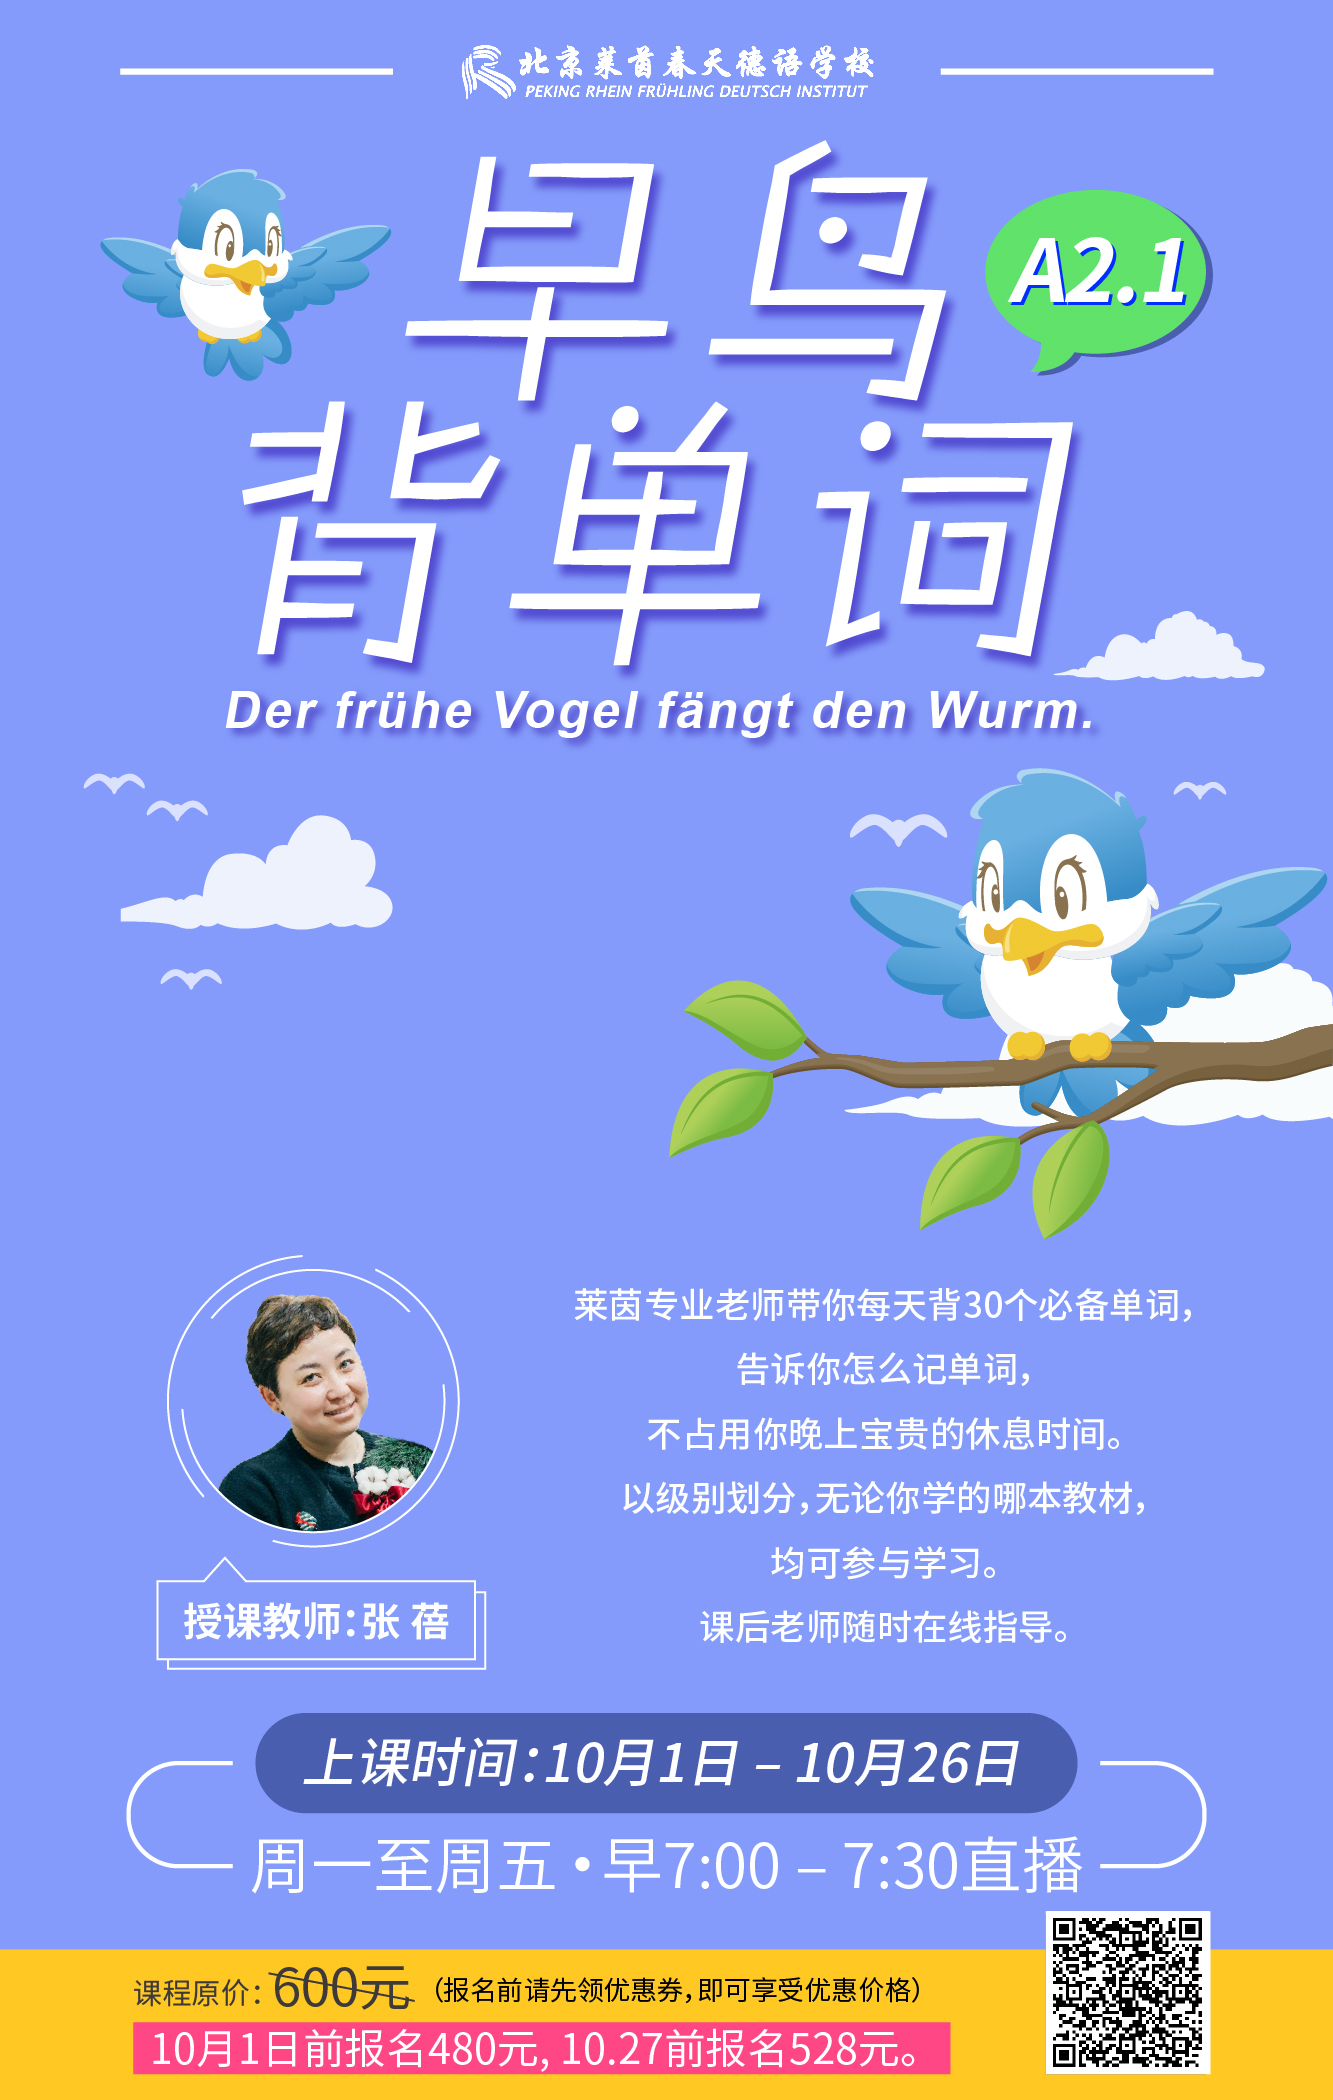 北京莱茵春天德语学校
PEKING RHEIN FRÜHLING DEUTSCH INSTITUT
早鸟
A2.1
背单词
Der frühe Vogel fängt den Wurm.
莱茵专业老师带你每天背30个必备单词，
告诉你怎么记单词，
不占用你晚上宝贵的休息时间。
以级别划分，无论你学的哪本教材，
均可参与学习。
课后老师随时在线指导。
授课教师：张 蓓
上课时间：10月1日 – 10月26日
周一至周五·早7:00 – 7:30直播
课程原价：600元（报名前请先领优惠券，即可享受优惠价格）
10月1日前报名480元, 10.27前报名528元。